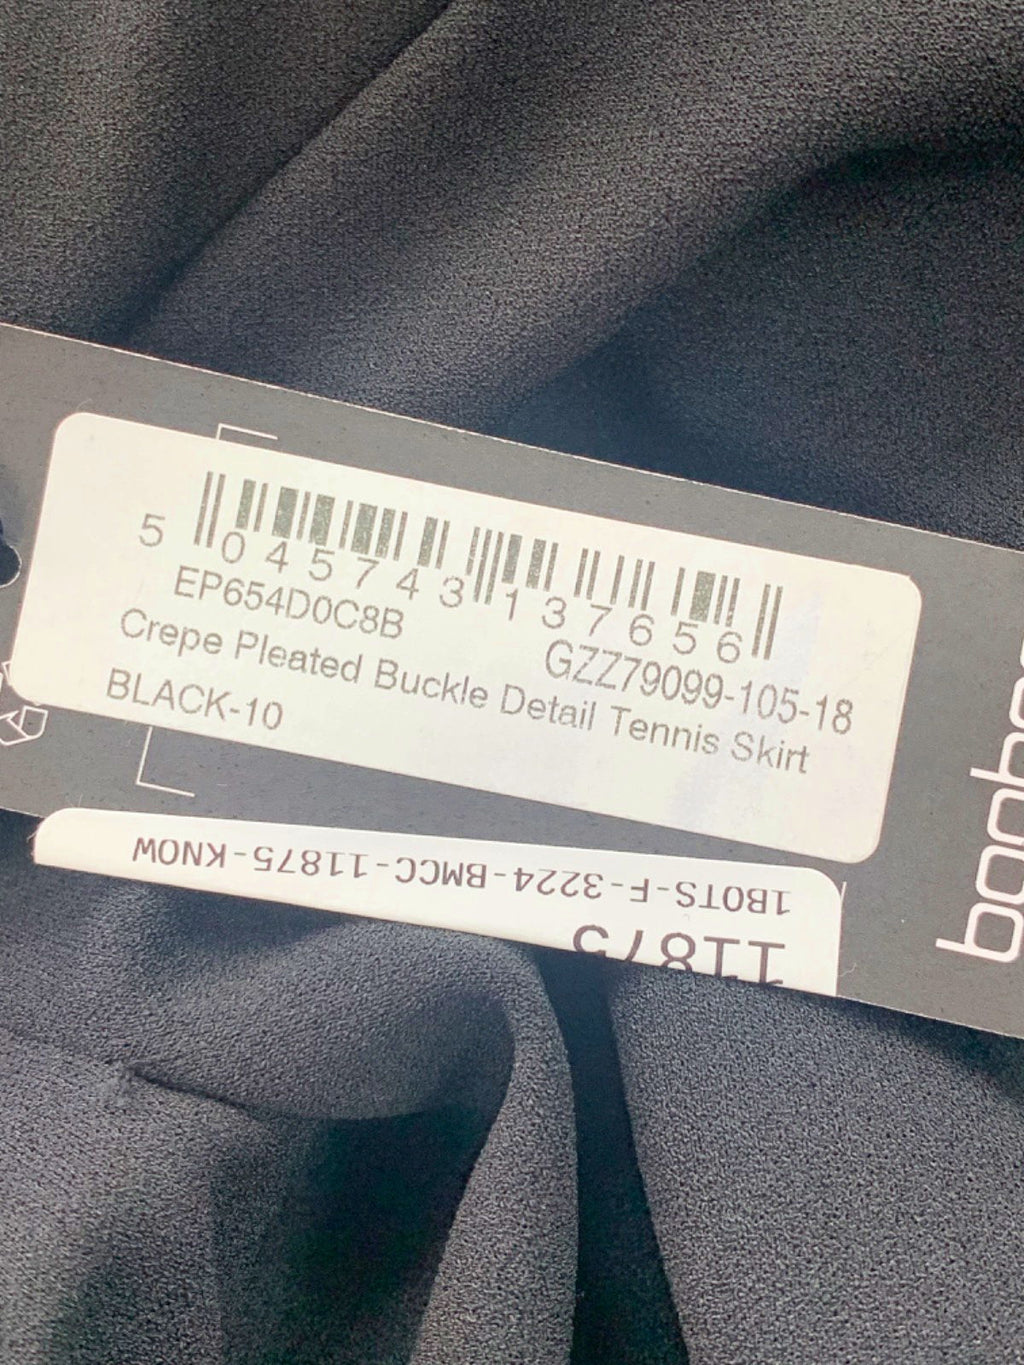 5 045743 137656
EP654D0C8B GZZ79099-105-18
Crepe Pleated Buckle Detail Tennis Skirt
BLACK-10
1BOTS-F-3224-BMCC-11875-KNOW
11875